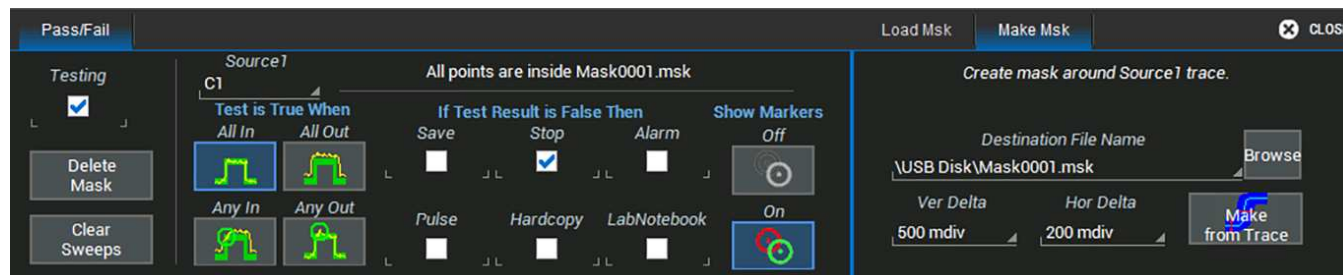 Pass/Fail
Load Msk
Make Msk
CLOS
Testing
Delete
Mask
Clear
Sweeps
Source1
C1
All points are inside Mask0001.msk
Test is True When
All In
All Out
Any In
Any Out
If Test Result is False Then
Save
Stop
Alarm
Pulse
Hardcopy
LabNotebook
Show Markers
Off
On
Create mask around Source1 trace.
Destination File Name
\USB Disk\Mask0001.msk
Browse
Ver Delta
Hor Delta
500 mdiv
200 mdiv
Make
from Trace